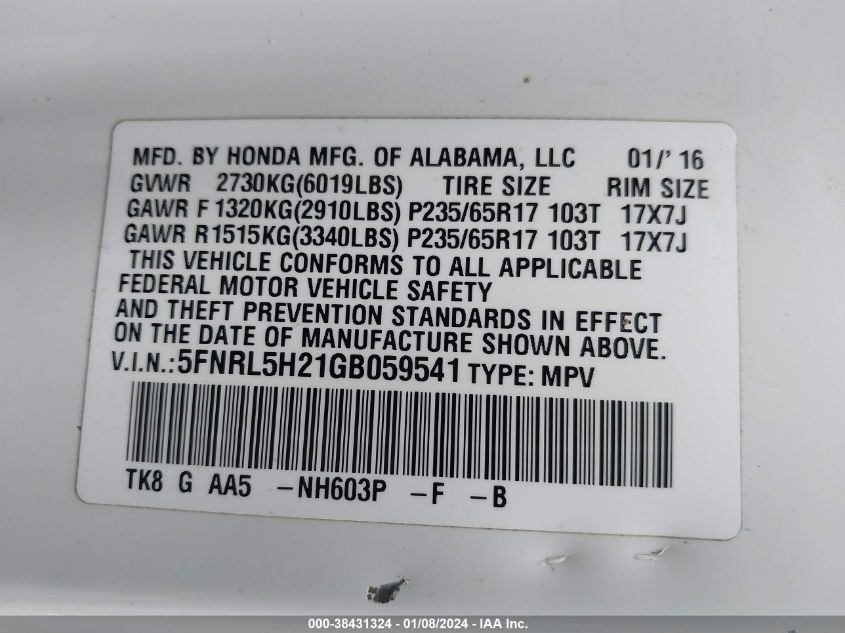 MFD. BY HONDA MFG. OF ALABAMA, LLC 01/' 16
GVWR 2730KG(6019LBS) TIRE SIZE RIM SIZE
GAWR F 1320KG(2910LBS) P235/65R17 103T 17X7J
GAWR R1515KG(3340LBS) P235/65R17 103T 17X7J
THIS VEHICLE CONFORMS TO ALL APPLICABLE
FEDERAL MOTOR VEHICLE SAFETY
AND THEFT PREVENTION STANDARDS IN EFFECT
ON THE DATE OF MANUFACTURE SHOWN ABOVE.
V.I.N.:5FNRL5H21GB059541 TYPE: MPV
TK8 G AA5 -NH603P -F -B
000-38431324 - 01/08/2024 - IAA Inc.